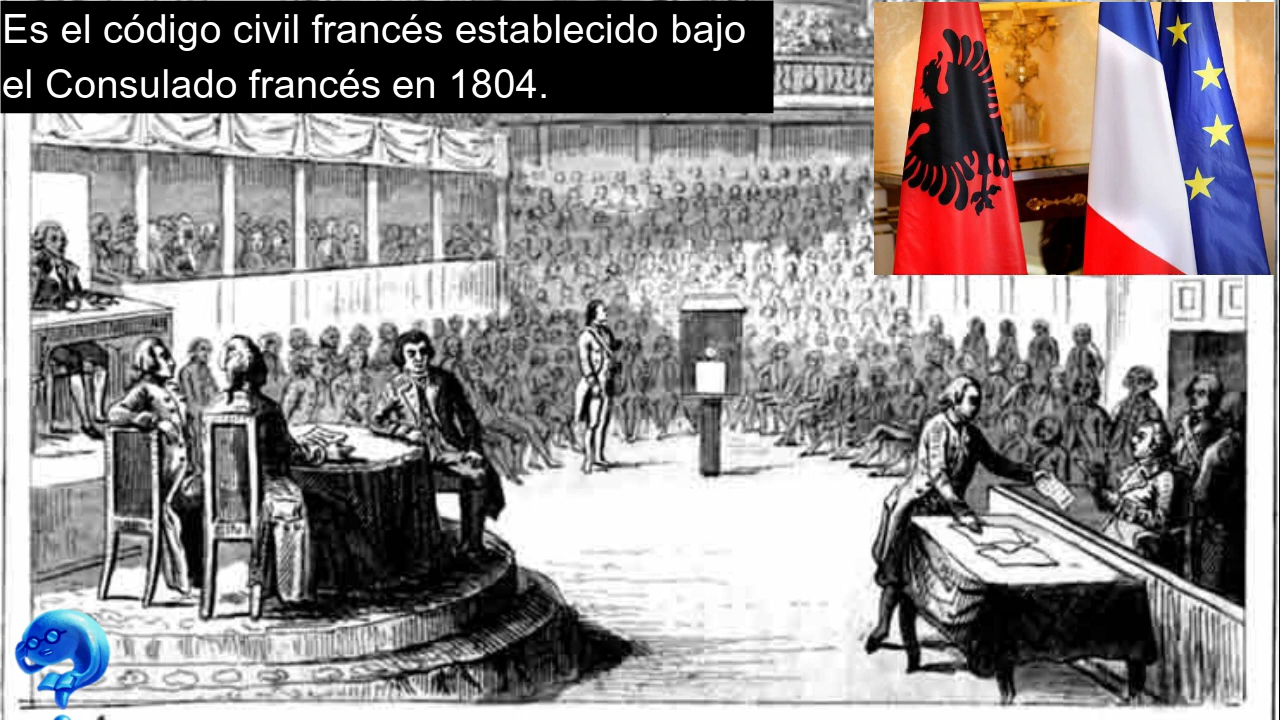 Es el código civil francés establecido bajo
el Consulado francés en 1804.